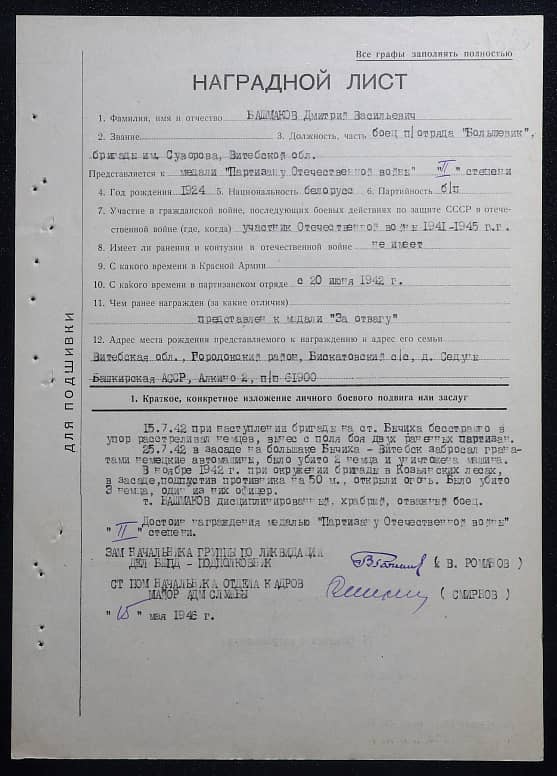 Все графы заполнять полностью
НАГРАДНОЙ ЛИСТ
1. Фамилия, имя и отчество БАШМАКОВ Дмитрий Васильевич
2. Звание 3. Должность, часть боец п/отряда "Большевик",
бригады им. Суворова, Витебской обл.
Представляется к медали "Партизану Отечественной войны" "II" степени
4. Год рождения 1924 5. Национальность белорусс 6. Партийность б/п
7. Участие в гражданской войне, последующих боевых действиях по защите СССР в отече-
ственной войне (где, когда) участник Отечественной войны 1941-1945 г.г.
8. Имеет ли ранения и контузии в отечественной войне не имеет
9. С какого времени в Красной Армии
10. С какого времени в партизанском отряде с 20 июня 1942 г.
11. Чем ранее награжден (за какие отличия)
представлен к медали "За отвагу"
12. Адрес места рождения представляемого к награждению и адрес его семьи
Витебская обл., Городокский район, Бискатовский с/с, д. Седуны
Башкирская АССР, Алкино 2, п/п 61900
1. Краткое, конкретное изложение личного боевого подвига или заслуг
15.7.42 при наступлении бригады на ст. Бычиха бесстрашно в
упор расстреливал немцев, вынес с поля боя двух раненых партизан.
25.7.42 в засаде на большаке Бычиха - Витебск забросал грана-
тами немецкие автомашины, было убито 2 немца и уничтожена машина.
В ноябре 1942 г. при окружении бригады в Козьянских лесах,
в засаде, подпустив противника на 50 м., открыли огонь. Было убито
3 немца, один из них офицер.
т. БАШМАКОВ дисциплинированный, храбрый, отважный боец.
Достоин награждения медалью "Партизану Отечественной войны"
"II" степени.
ЗАМ НАЧАЛЬНИКА ГРУППЫ ПО ЛИКВИДАЦИИ
ДЕЛ БШПД - ПОДПОЛКОВНИК ( В. РОМАНОВ )
СТ ПОМ НАЧАЛЬНИКА ОТДЕЛА КАДРОВ
МАЙОР АДМ СЛУЖБЫ ( СМИРНОВ )
"15" мая 1946 г.
ДЛЯ ПОДШИВКИ